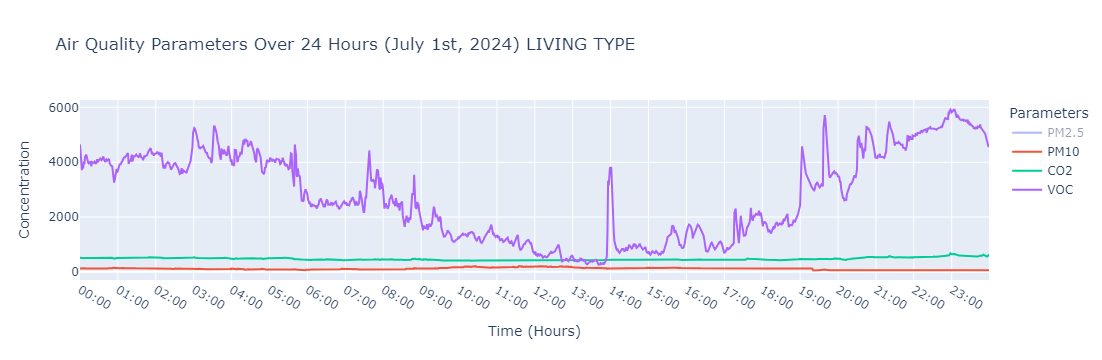 Air Quality Parameters Over 24 Hours (July 1st, 2024) LIVING TYPE
Parameters
PM2.5
PM10
CO2
VOC
Concentration
6000
4000
2000
0
00:00 01:00 02:00 03:00 04:00 05:00 06:00 07:00 08:00 09:00 10:00 11:00 12:00 13:00 14:00 15:00 16:00 17:00 18:00 19:00 20:00 21:00 22:00 23:00
Time (Hours)